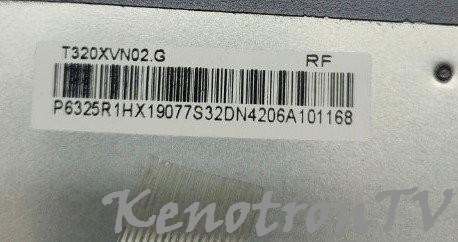 T320XVN02.G RF
P6325R1HX19077S32DN4206A101168
KenotronTV